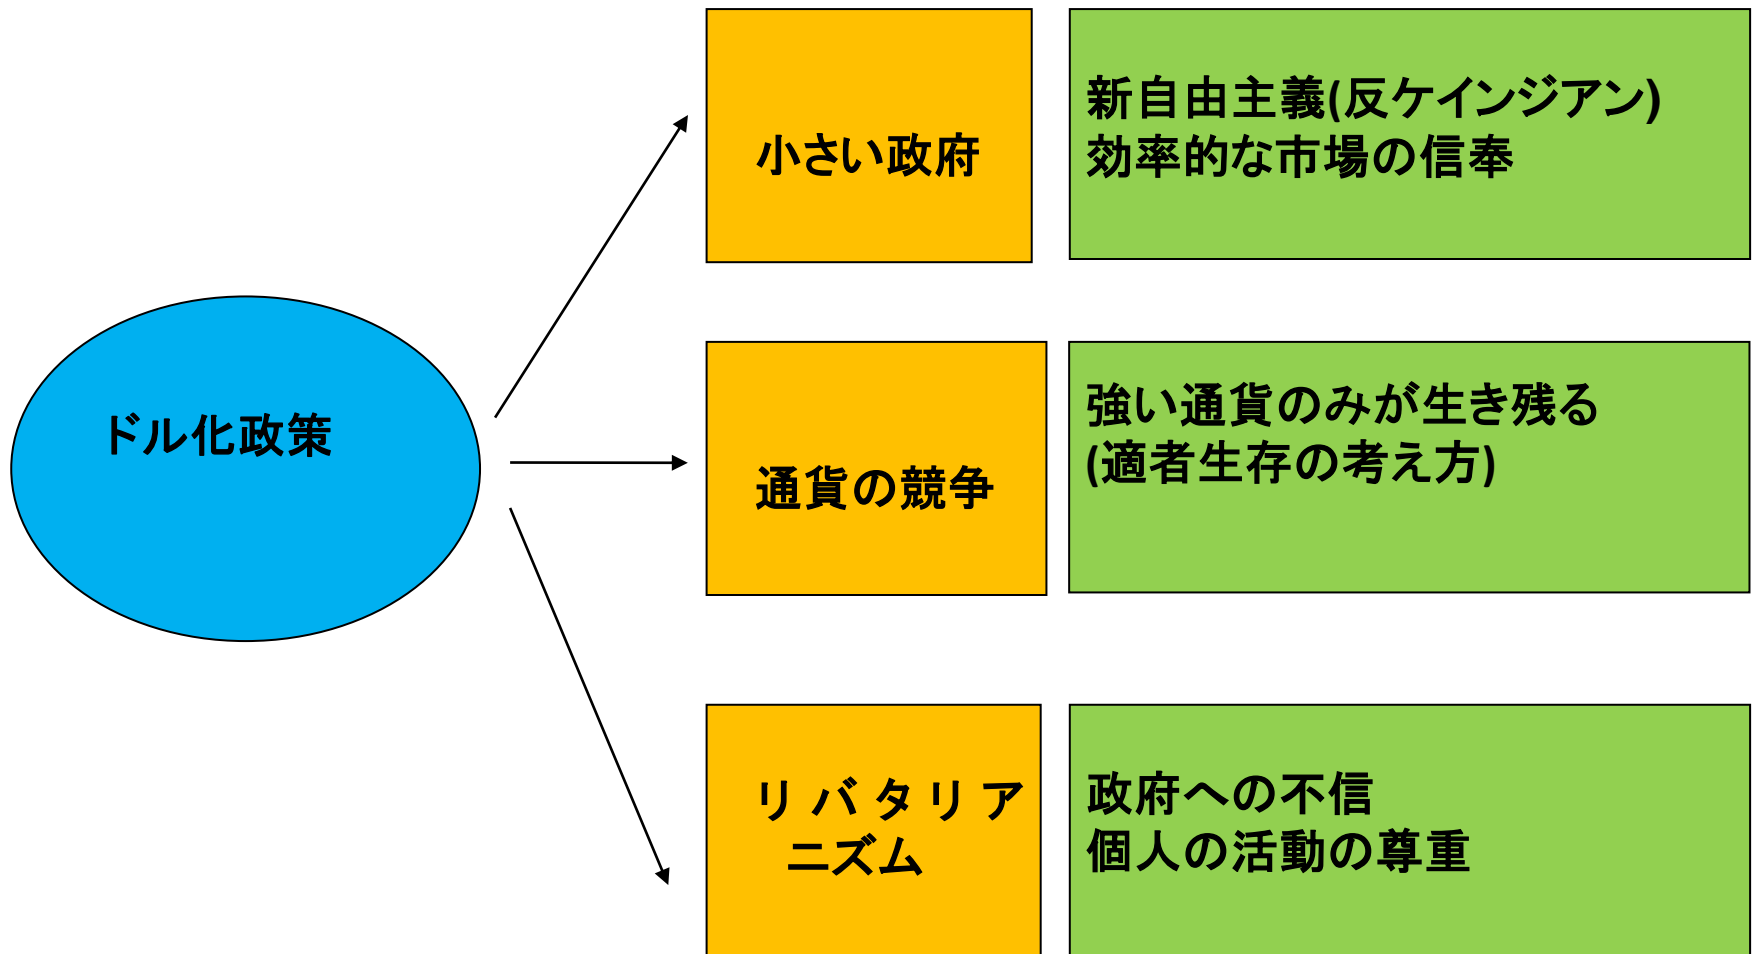 ドル化政策
小さい政府
新自由主義(反ケインジアン)
効率的な市場の信奉
通貨の競争
強い通貨のみが生き残る
(適者生存の考え方)
リバタリア
ニズム
政府への不信
個人の活動の尊重